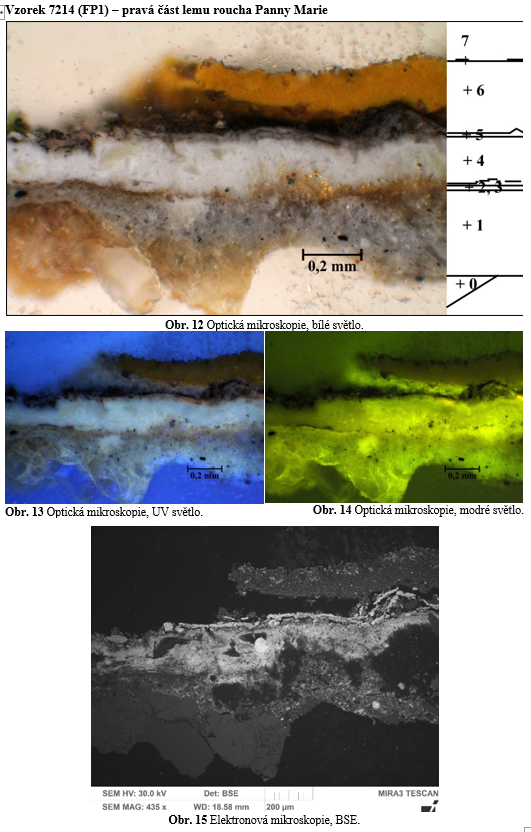 Vzorek 7214 (FP1) – pravá část lemu roucha Panny Marie
7
+ 6
+ 5
+ 4
+ 2, 3
+ 1
+ 0
0,2 mm
Obr. 12 Optická mikroskopie, bílé světlo.
0,2 mm
0,2 mm
Obr. 13 Optická mikroskopie, UV světlo.
Obr. 14 Optická mikroskopie, modré světlo.
SEM HV: 30.0 kV Det: BSE MIRA3 TESCAN
SEM MAG: 435 x WD: 18.58 mm 200 µm
Obr. 15 Elektronová mikroskopie, BSE.